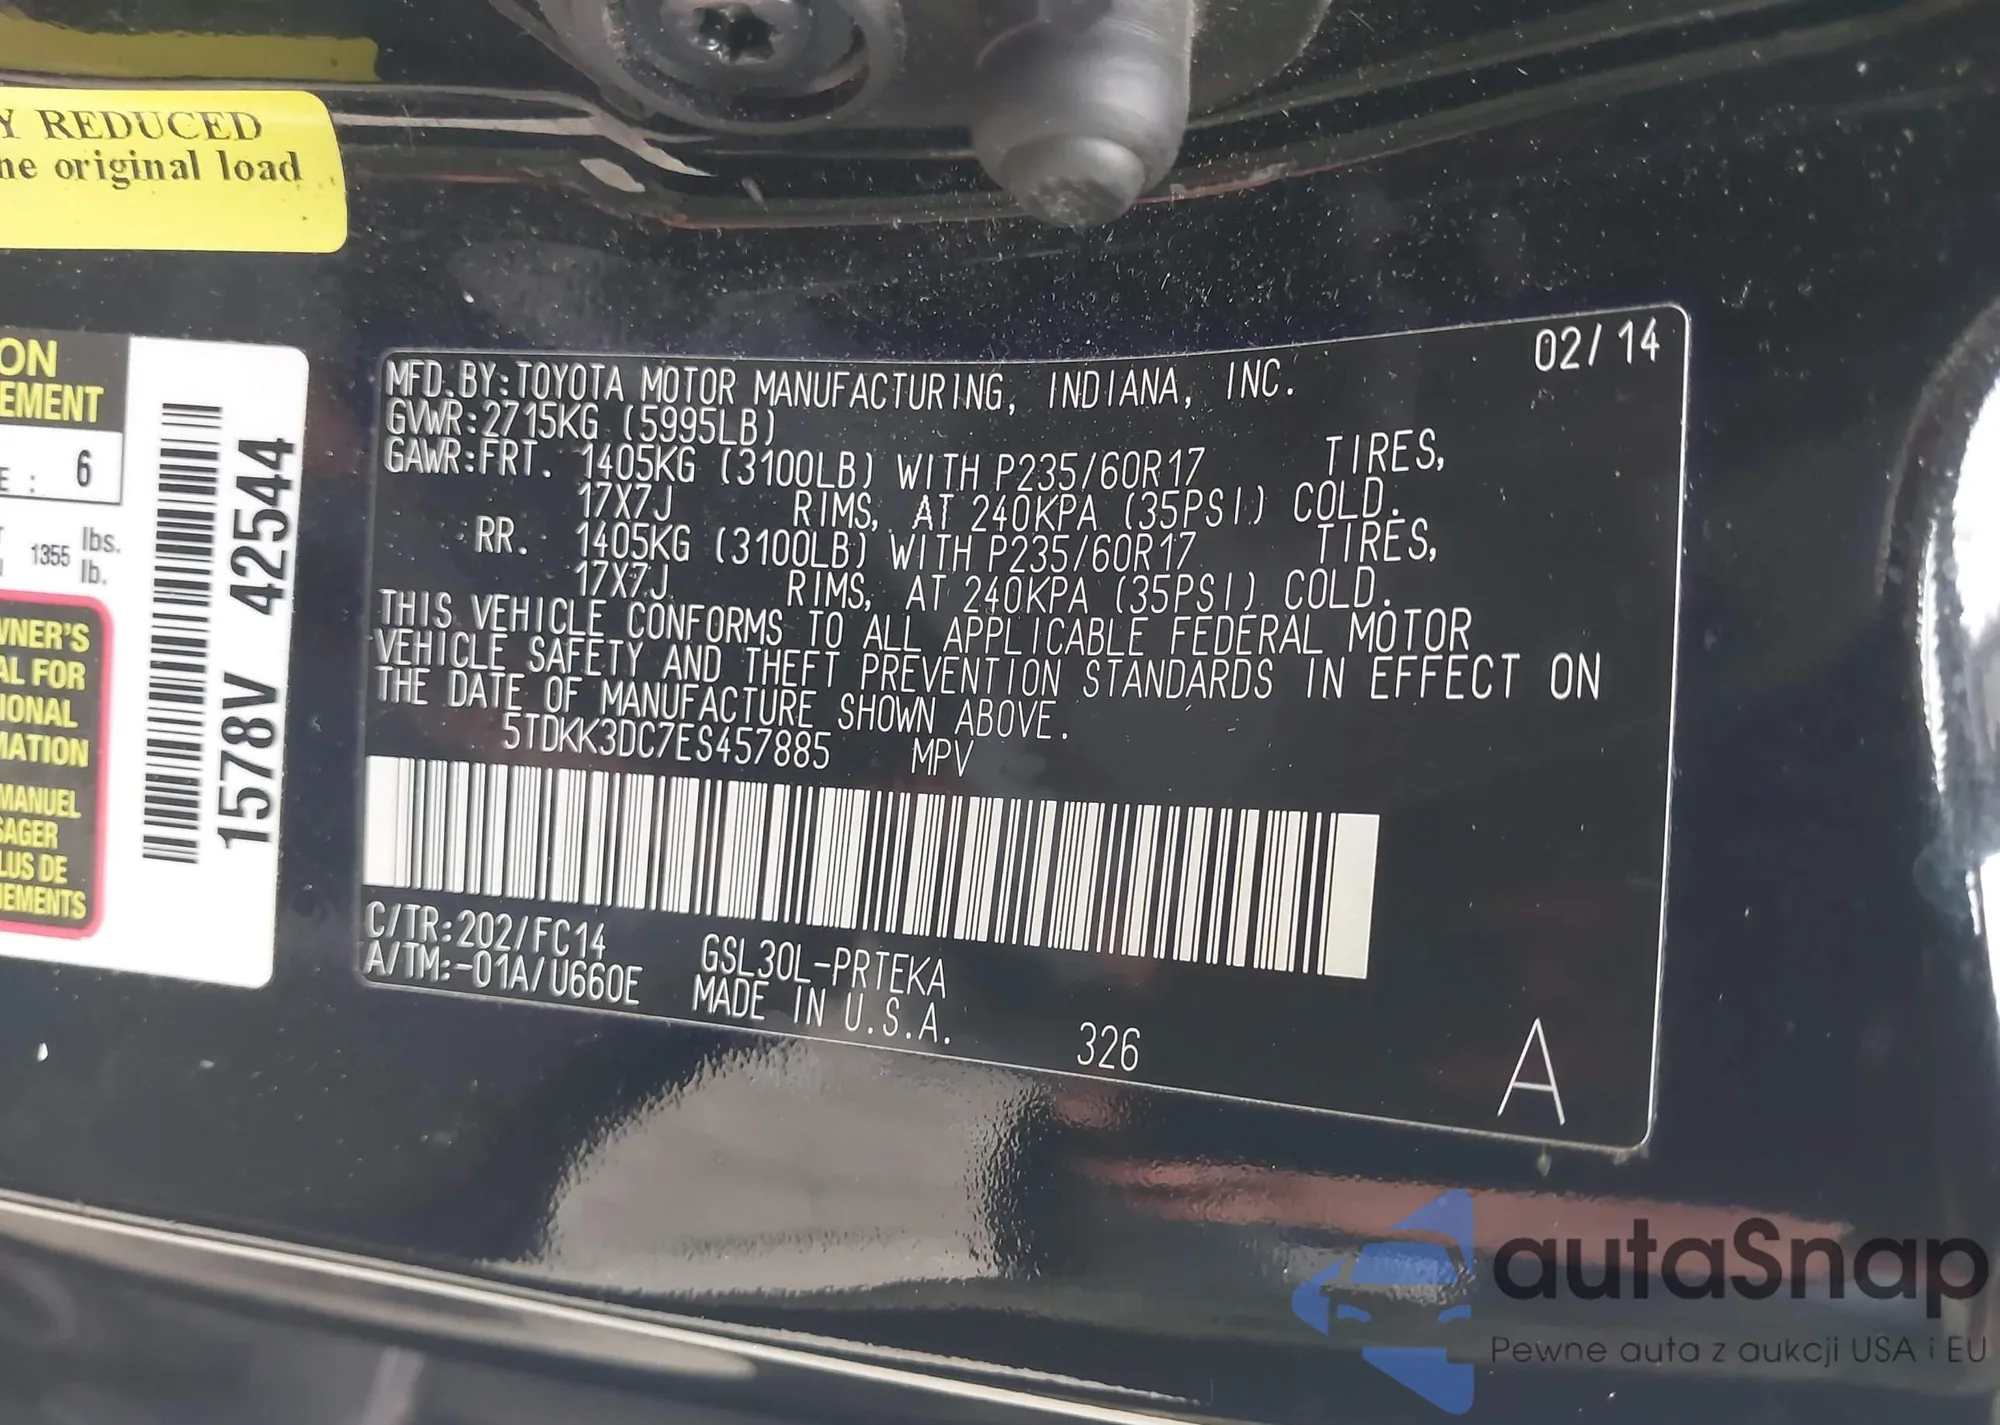 Y REDUCED
he original load
ON
EMENT
E : 6
1355 lbs.
lb.
WNER'S
AL FOR
IONAL
MATION
MANUEL
SAGER
LUS DE
NEMENTS
1578V 42544
02/14
MFD.BY:TOYOTA MOTOR MANUFACTURING, INDIANA, INC.
GVWR:2715KG (5995LB)
GAWR:FRT. 1405KG (3100LB) WITH P235/60R17 TIRES,
17X7J RIMS, AT 240KPA (35PSI) COLD.
RR. 1405KG (3100LB) WITH P235/60R17 TIRES,
17X7J RIMS, AT 240KPA (35PSI) COLD.
THIS VEHICLE CONFORMS TO ALL APPLICABLE FEDERAL MOTOR
VEHICLE SAFETY AND THEFT PREVENTION STANDARDS IN EFFECT ON
THE DATE OF MANUFACTURE SHOWN ABOVE.
5TDKK3DC7ES457885 MPV
C/TR:202/FC14 GSL30L-PRTEKA
A/TM:-01A/U660E MADE IN U.S.A.
326
A
autaSnap
Pewne auta z aukcji USA i EU